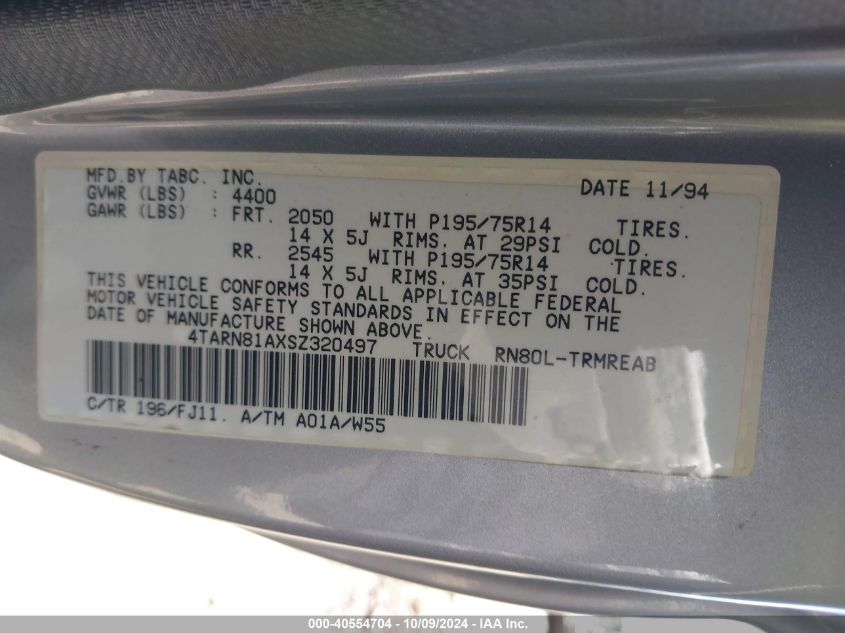 MFD.BY TABC. INC. DATE 11/94
GVWR (LBS) : 4400
GAWR (LBS) : FRT. 2050 WITH P195/75R14 TIRES.
14 X 5J RIMS, AT 29PSI COLD.
RR. 2545 WITH P195/75R14 TIRES.
14 X 5J RIMS, AT 35PSI COLD.
THIS VEHICLE CONFORMS TO ALL APPLICABLE FEDERAL
MOTOR VEHICLE SAFETY STANDARDS IN EFFECT ON THE
DATE OF MANUFACTURE SHOWN ABOVE.
4TARN81AXSZ320497 TRUCK RN80L-TRMREAB
C/TR 196/FJ11. A/TM A01A/W55
000-40554704 - 10/09/2024 - IAAI.com